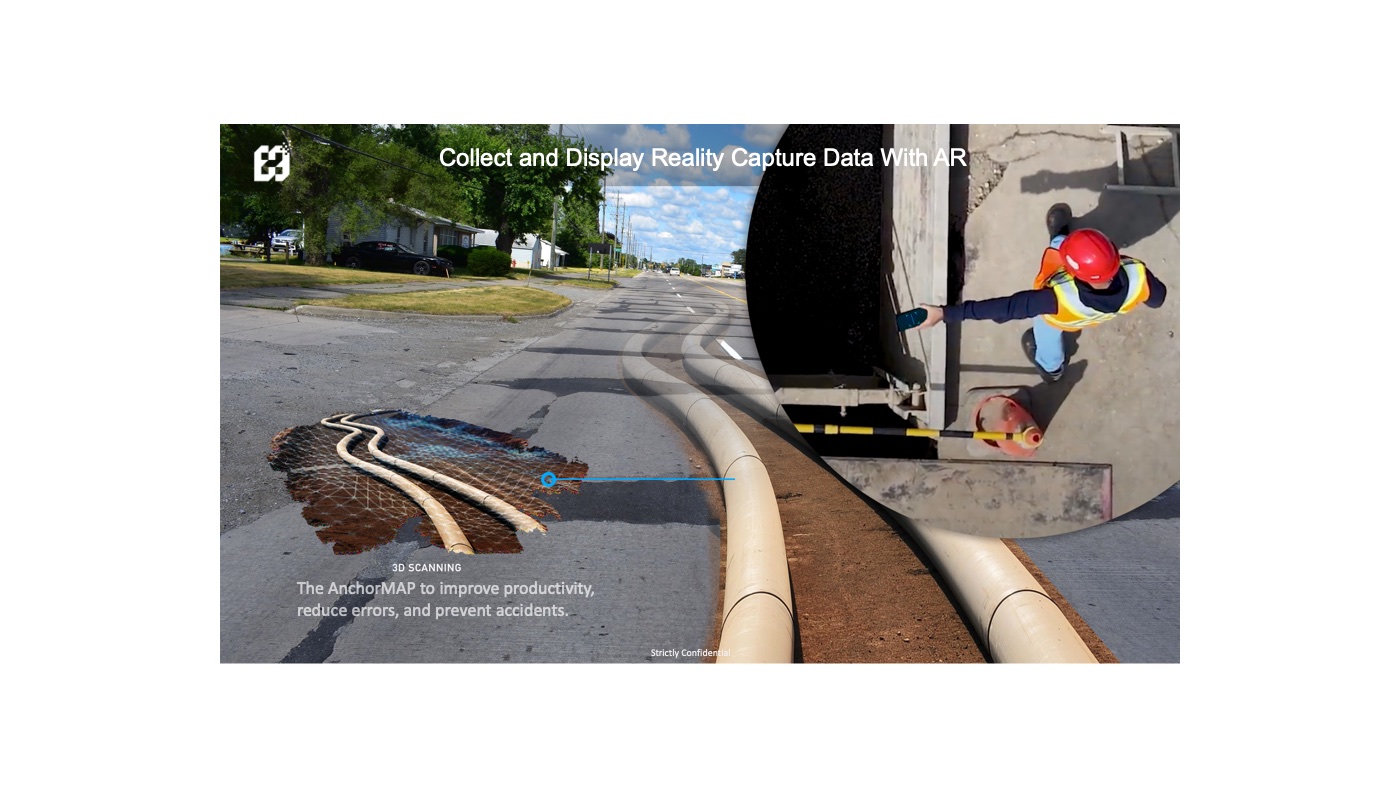 Collect and Display Reality Capture Data With AR
3D SCANNING
The AnchorMAP to improve productivity,
reduce errors, and prevent accidents.
Strictly Confidential